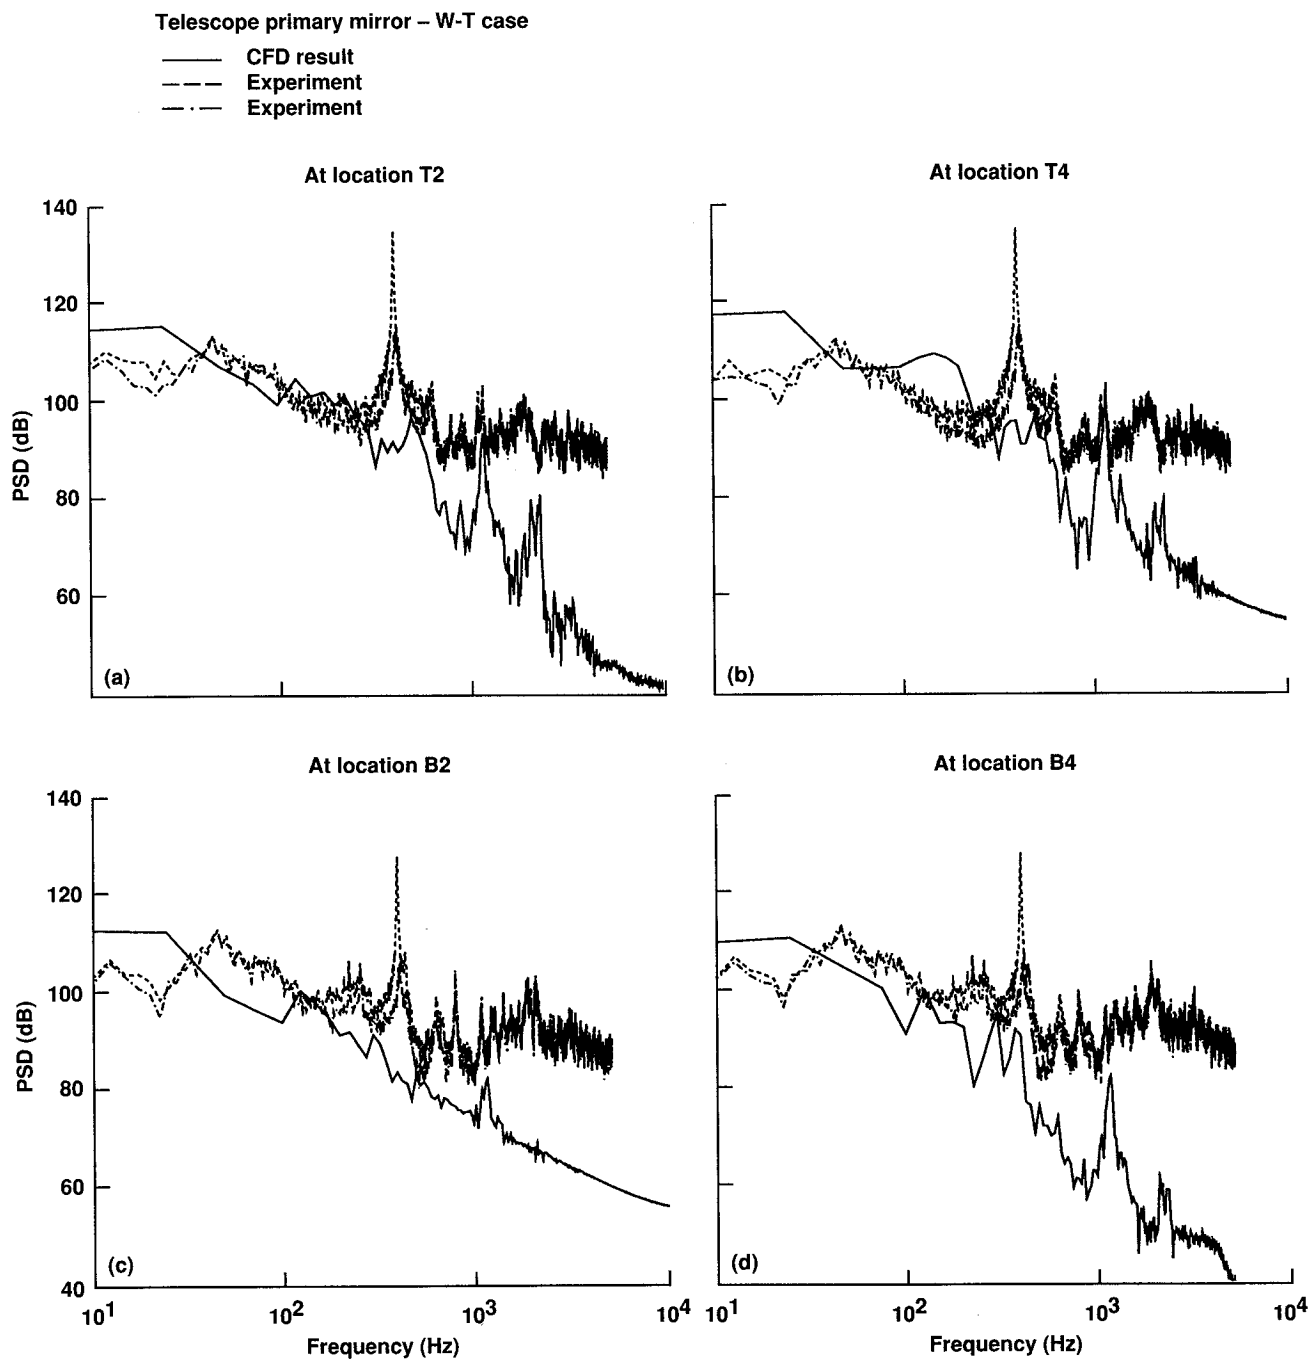 Telescope primary mirror – W-T case
CFD result
Experiment
Experiment
At location T2
At location T4
140
120
100
80
60
PSD (dB)
(a)
(b)
At location B2
At location B4
140
120
100
80
60
40
PSD (dB)
(c)
(d)
10¹ 10² 10³ 10⁴
10¹ 10² 10³ 10⁴
Frequency (Hz)
Frequency (Hz)